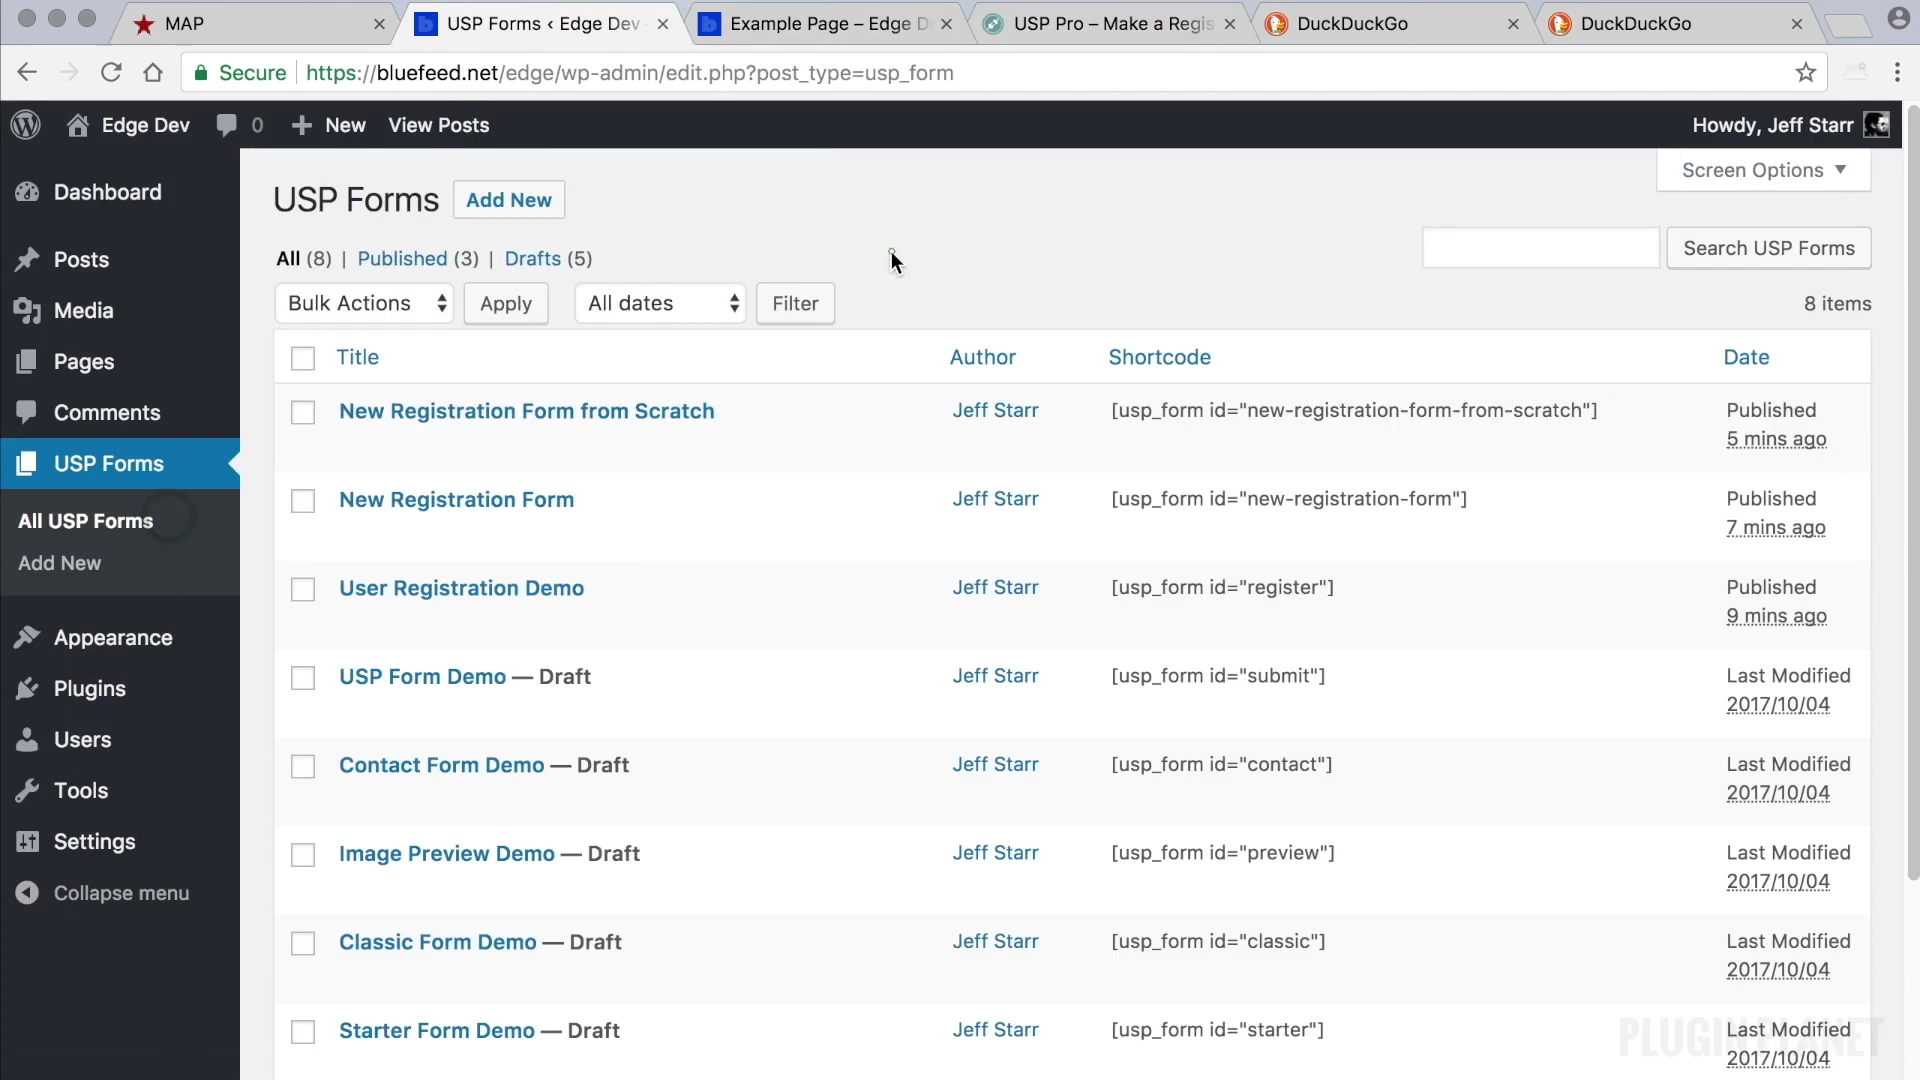 MAP
USP Forms ‹ Edge Dev
Example Page – Edge D
USP Pro – Make a Regis
DuckDuckGo
DuckDuckGo
Secure
https://bluefeed.net/edge/wp-admin/edit.php?post_type=usp_form
Edge Dev
0
New
View Posts
Howdy, Jeff Starr
Dashboard
Posts
Media
Pages
Comments
USP Forms
All USP Forms
Add New
Appearance
Plugins
Users
Tools
Settings
Collapse menu
Screen Options
USP Forms
Add New
All (8) | Published (3) | Drafts (5)
Search USP Forms
Bulk Actions
Apply
All dates
Filter
8 items
Title Author Shortcode Date
New Registration Form from Scratch Jeff Starr [usp_form id="new-registration-form-from-scratch"] Published
5 mins ago
New Registration Form Jeff Starr [usp_form id="new-registration-form"] Published
7 mins ago
User Registration Demo Jeff Starr [usp_form id="register"] Published
9 mins ago
USP Form Demo — Draft Jeff Starr [usp_form id="submit"] Last Modified
2017/10/04
Contact Form Demo — Draft Jeff Starr [usp_form id="contact"] Last Modified
2017/10/04
Image Preview Demo — Draft Jeff Starr [usp_form id="preview"] Last Modified
2017/10/04
Classic Form Demo — Draft Jeff Starr [usp_form id="classic"] Last Modified
2017/10/04
Starter Form Demo — Draft Jeff Starr [usp_form id="starter"] Last Modified
2017/10/04
PLUGIN PLANET